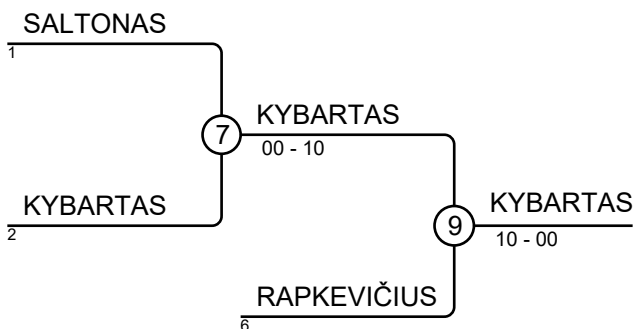 SALTONAS
1
7
KYBARTAS
00 - 10
KYBARTAS
2
9
KYBARTAS
10 - 00
RAPKEVIČIUS
6